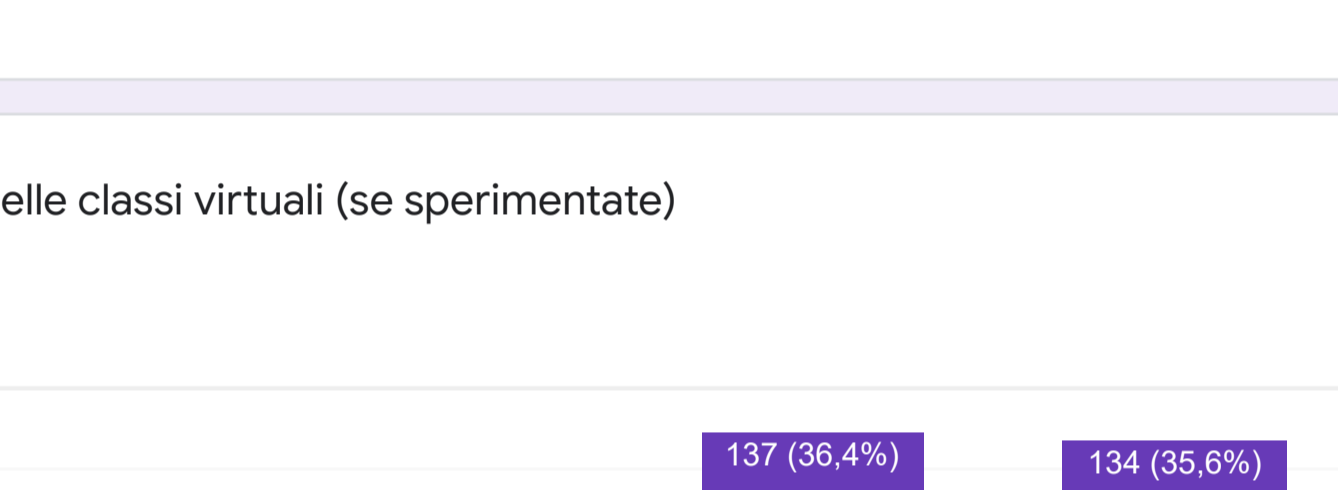 elle classi virtuali (se sperimentate)
137 (36,4%)
134 (35,6%)